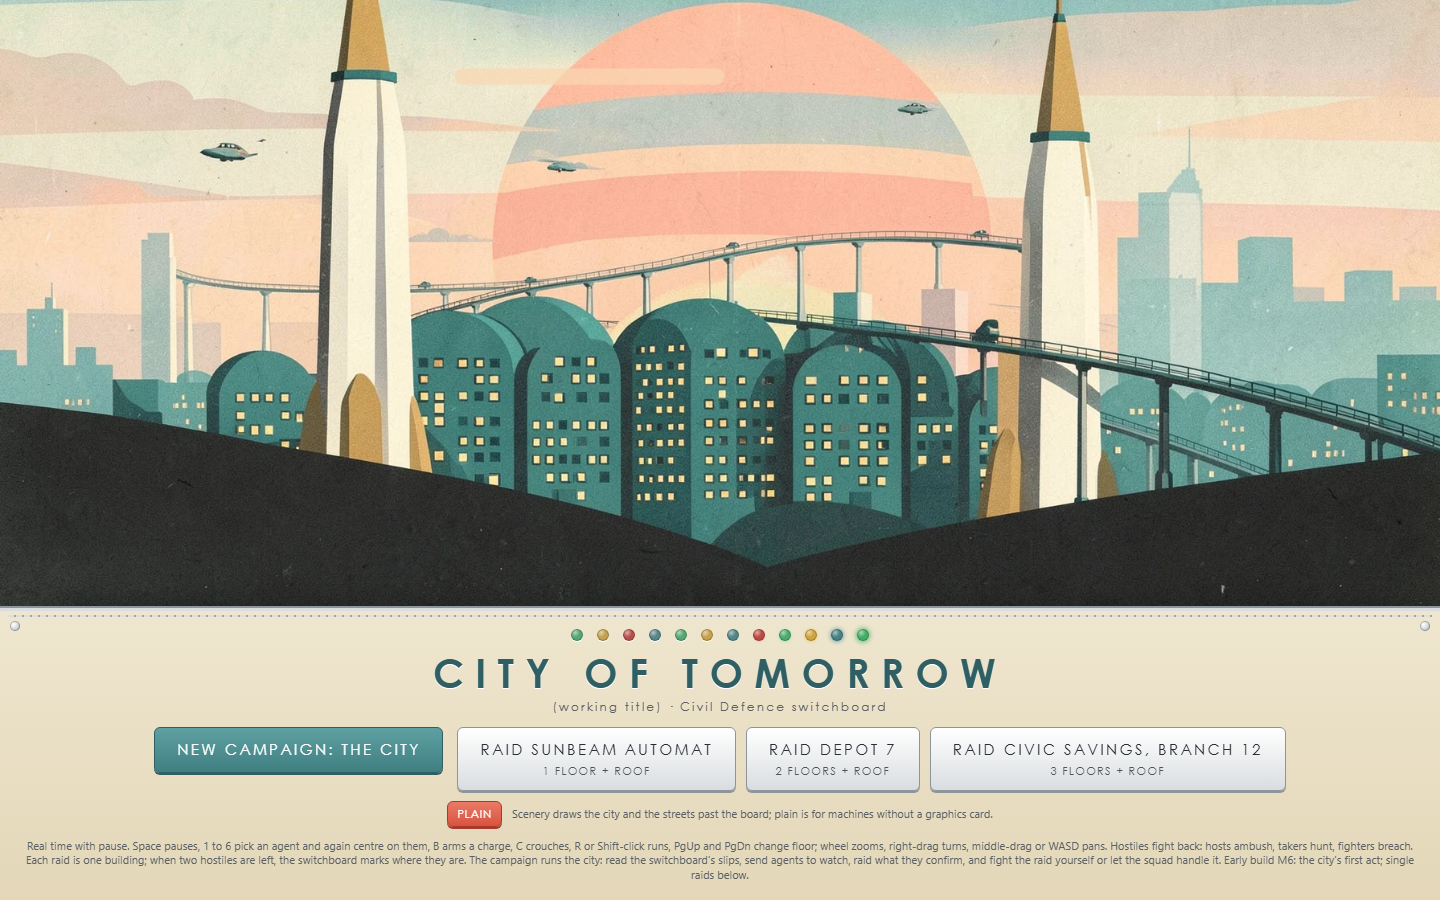 CITY OF TOMORROW
(working title) · Civil Defence switchboard
NEW CAMPAIGN: THE CITY
RAID SUNBEAM AUTOMAT
1 FLOOR + ROOF
RAID DEPOT 7
2 FLOORS + ROOF
RAID CIVIC SAVINGS, BRANCH 12
3 FLOORS + ROOF
PLAIN
Scenery draws the city and the streets past the board; plain is for machines without a graphics card.
Real time with pause. Space pauses, 1 to 6 pick an agent and again centre on them, B arms a charge, C crouches, R or Shift-click runs, PgUp and PgDn change floor; wheel zooms, right-drag turns, middle-drag or WASD pans. Hostiles fight back: hosts ambush, takers hunt, fighters breach.
Each raid is one building; when two hostiles are left, the switchboard marks where they are. The campaign runs the city: read the switchboard's slips, send agents to watch, raid what they confirm, and fight the raid yourself or let the squad handle it. Early build M6: the city's first act; single
raids below.